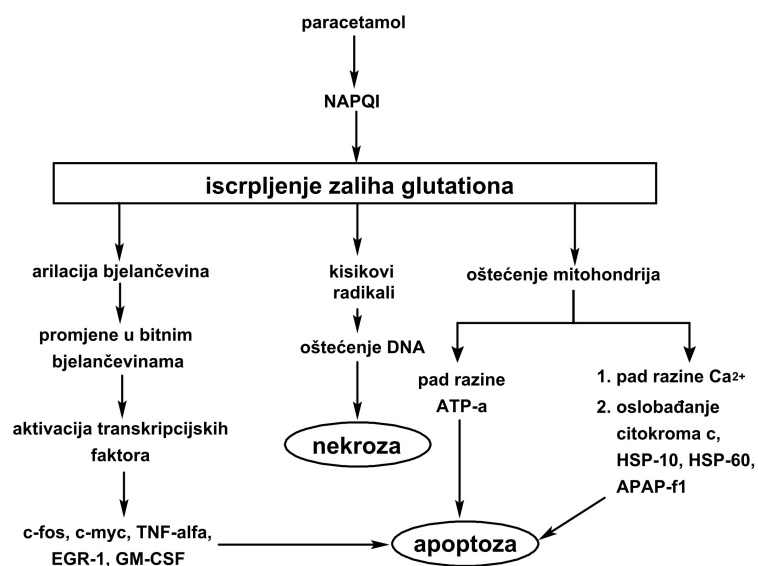 paracetamol
NAPQI
iscrpljenje zaliha glutationa
arilacija bjelančevina
promjene u bitnim
bjelančevinama
aktivacija transkripcijskih
faktora
c-fos, c-myc, TNF-alfa,
EGR-1, GM-CSF
kisikovi
radikali
oštećenje DNA
nekroza
oštećenje mitohondrija
pad razine
ATP-a
1. pad razine Ca2+
2. oslobađanje
citokroma c,
HSP-10, HSP-60,
APAP-f1
apoptoza